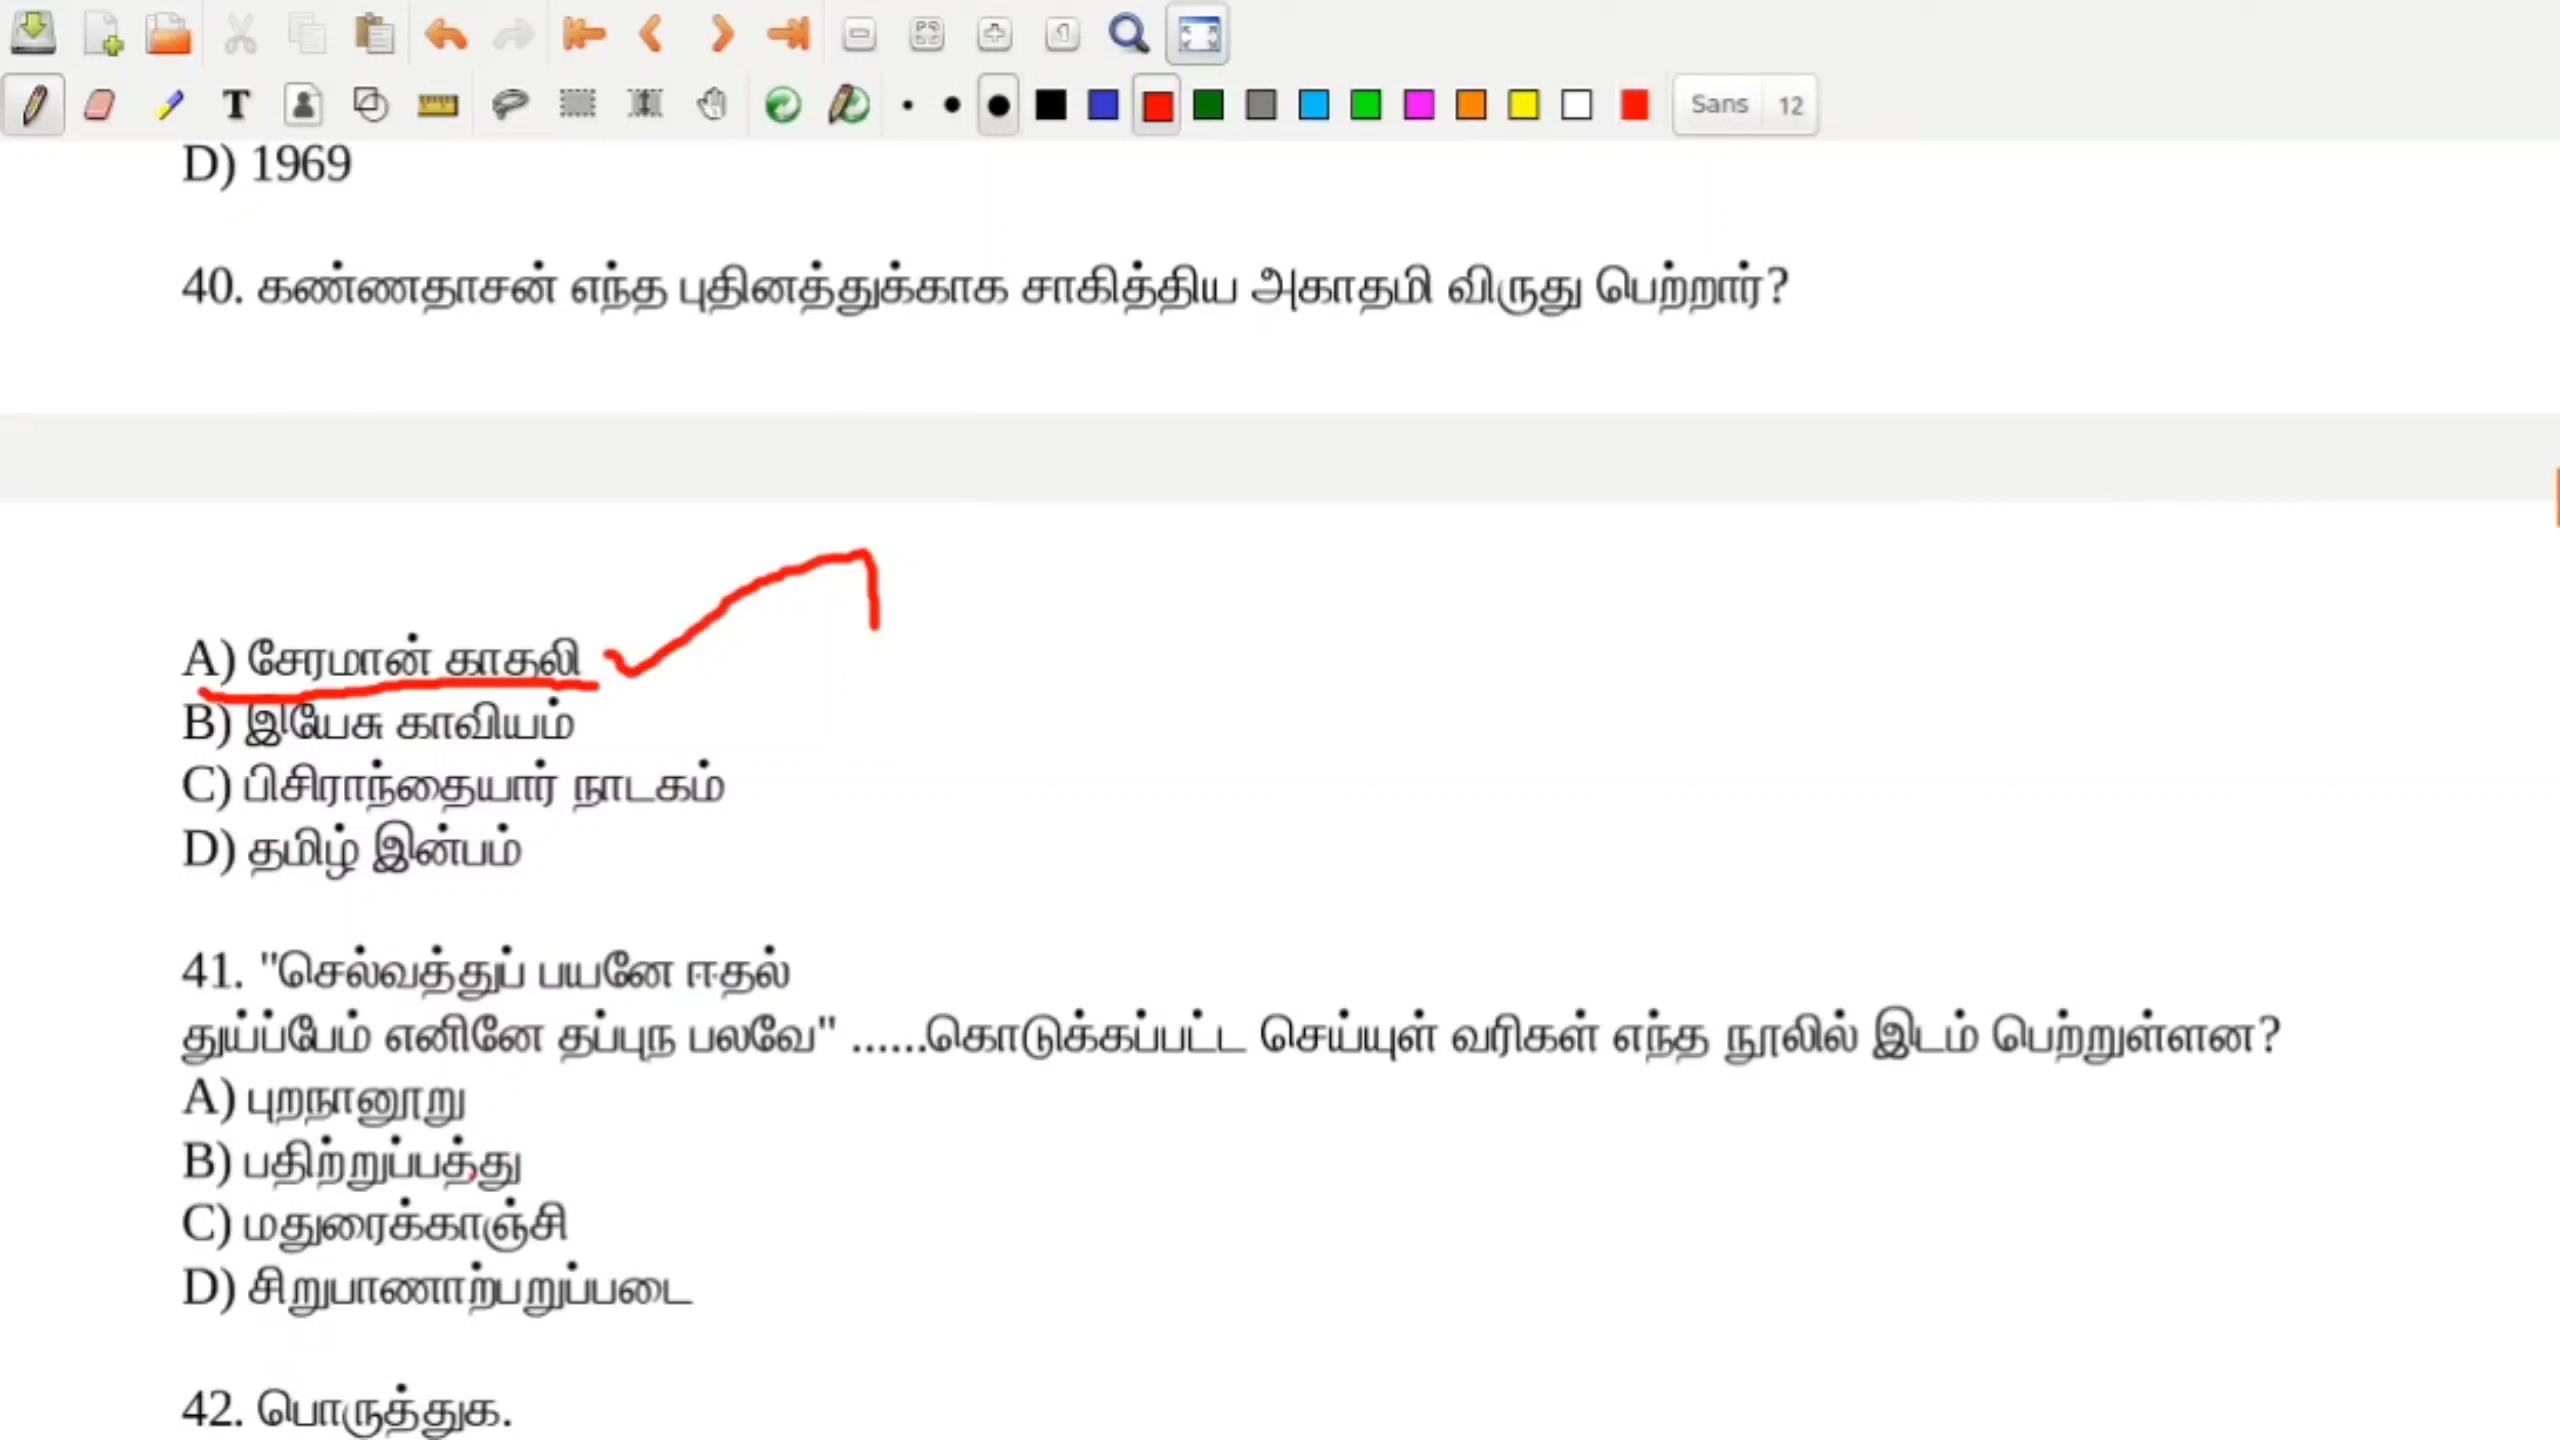 Sans 12
D) 1969
40. கண்ணதாசன் எந்த புதினத்துக்காக சாகித்திய அகாதமி விருது பெற்றார்?
A) சேரமான் காதலி
B) இயேசு காவியம்
C) பிசிராந்தையார் நாடகம்
D) தமிழ் இன்பம்
41. "செல்வத்துப் பயனே ஈதல்
துய்ப்பேம் எனினே தப்புந பலவே" ......கொடுக்கப்பட்ட செய்யுள் வரிகள் எந்த நூலில் இடம் பெற்றுள்ளன?
A) புறநானூறு
B) பதிற்றுப்பத்து
C) மதுரைக்காஞ்சி
D) சிறுபாணாற்பறுப்படை
42. பொருத்துக.